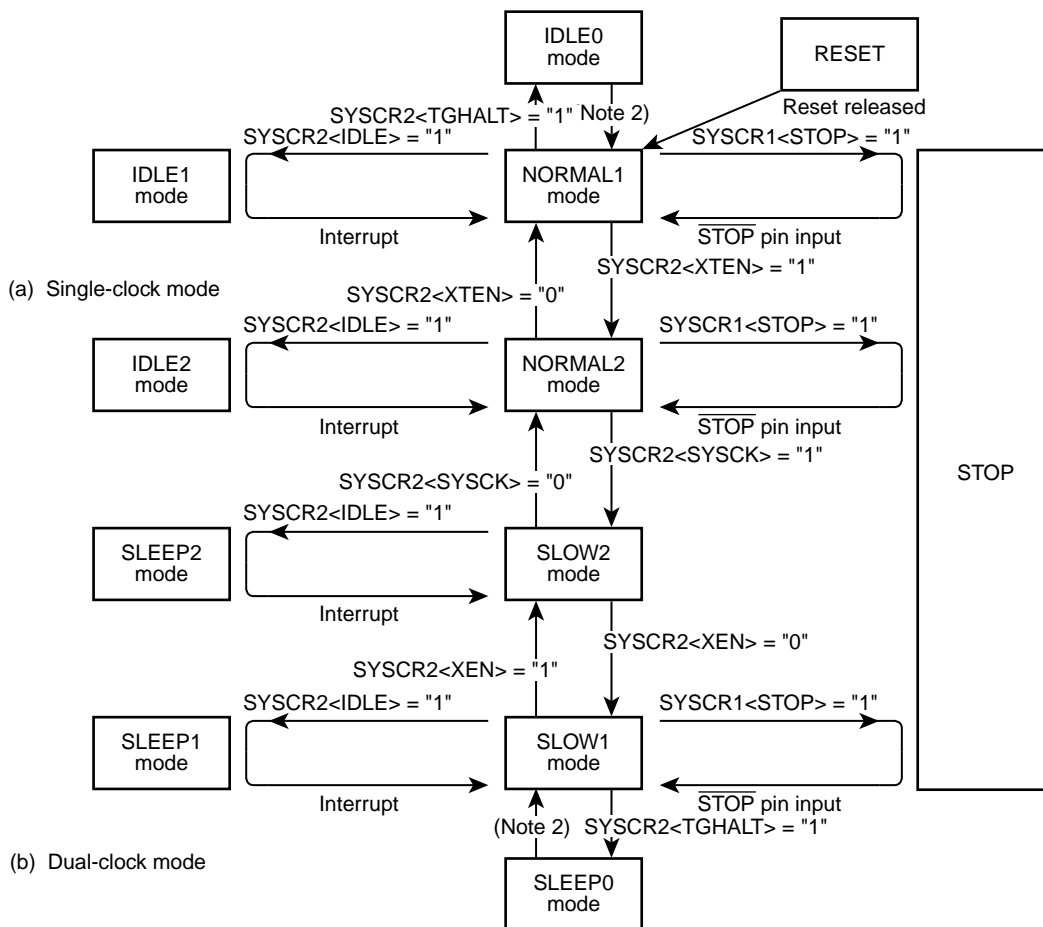 IDLE0
mode
RESET
Reset released
SYSCR2<TGHALT> = "1"
Note 2)
SYSCR2<IDLE> = "1"
SYSCR1<STOP> = "1"
IDLE1
mode
NORMAL1
mode
Interrupt
STOP pin input
SYSCR2<XTEN> = "1"
(a) Single-clock mode
SYSCR2<XTEN> = "0"
SYSCR2<IDLE> = "1"
SYSCR1<STOP> = "1"
IDLE2
mode
NORMAL2
mode
Interrupt
STOP pin input
SYSCR2<SYSCK> = "1"
STOP
SYSCR2<SYSCK> = "0"
SYSCR2<IDLE> = "1"
SLEEP2
mode
SLOW2
mode
Interrupt
SYSCR2<XEN> = "0"
SYSCR2<XEN> = "1"
SYSCR2<IDLE> = "1"
SYSCR1<STOP> = "1"
SLEEP1
mode
SLOW1
mode
Interrupt
STOP pin input
(Note 2)
SYSCR2<TGHALT> = "1"
(b) Dual-clock mode
SLEEP0
mode